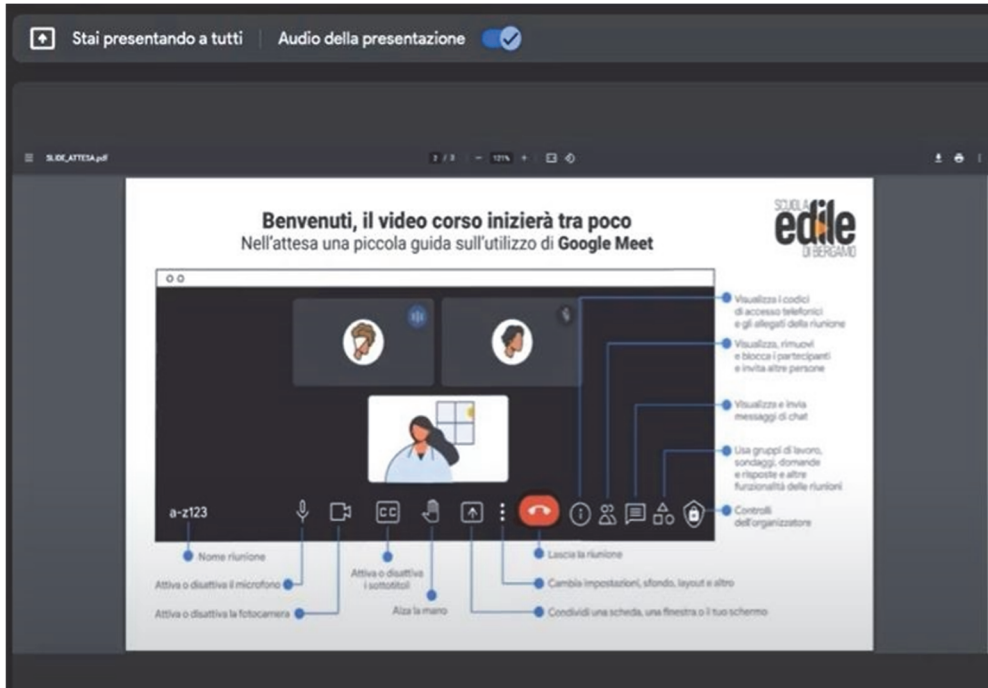 Stai presentando a tutti
Audio della presentazione
SLIDE_ATTESA.pdf
2 / 3
121%
Benvenuti, il video corso inizierà tra poco
Nell'attesa una piccola guida sull'utilizzo di Google Meet
SCUOLA
edile
DI BERGAMO
Visualizza i codici
di accesso telefonici
e gli allegati della riunione
Visualizza, rimuovi
e blocca i partecipanti
e invita altre persone
Visualizza e invia
messaggi di chat
Usa gruppi di lavoro,
sondaggi, domande
e risposte e altre
funzionalità delle riunioni
Controlli
dell'organizzatore
a-z123
CC
Nome riunione
Attiva o disattiva il microfono
Attiva o disattiva la fotocamera
Attiva o disattiva
i sottotitoli
Alza la mano
Lascia la riunione
Cambia impostazioni, sfondo, layout e altro
Condividi una scheda, una finestra o il tuo schermo